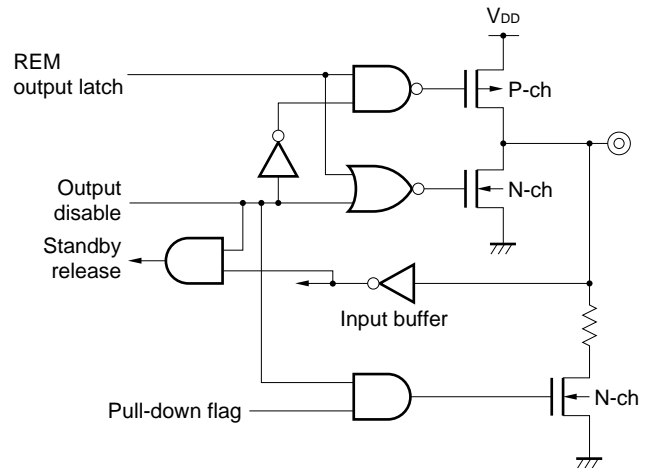 VDD
REM
output latch
P-ch
Output
disable
N-ch
Standby
release
Input buffer
Pull-down flag
N-ch